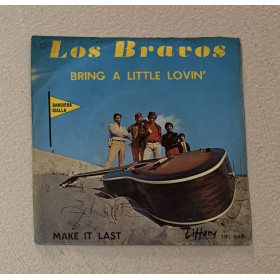 Los Bravos
BRING A LITTLE LOVIN'
BANDIERA
GIALLA
MAKE IT LAST
Tiffany